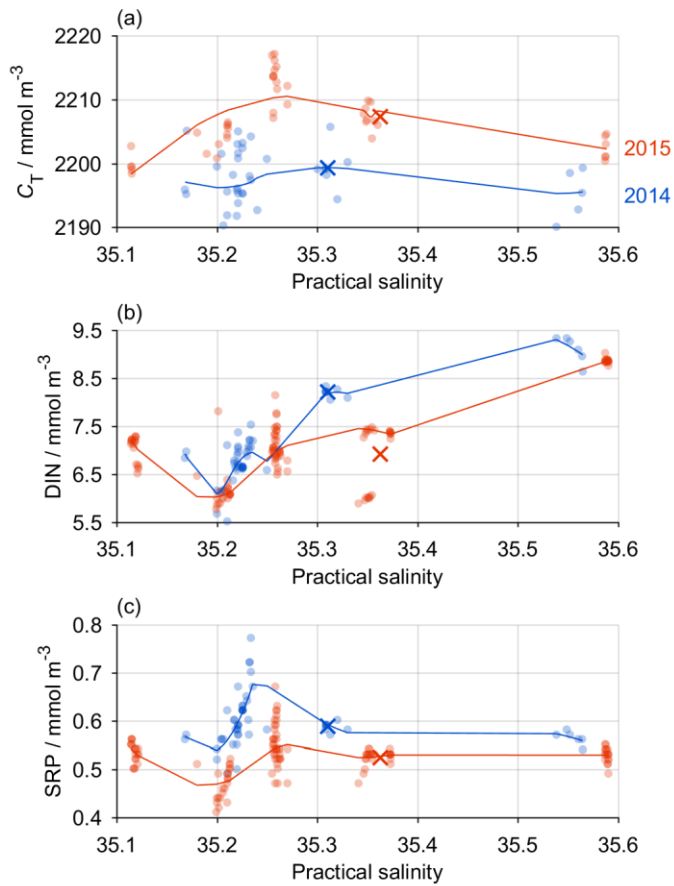 (a)
C_T / mmol m⁻³
2220
2210
2200
2190
2015
2014
35.1 35.2 35.3 35.4 35.5 35.6
Practical salinity
(b)
DIN / mmol m⁻³
9.5
8.5
7.5
6.5
5.5
35.1 35.2 35.3 35.4 35.5 35.6
Practical salinity
(c)
SRP / mmol m⁻³
0.8
0.7
0.6
0.5
0.4
35.1 35.2 35.3 35.4 35.5 35.6
Practical salinity